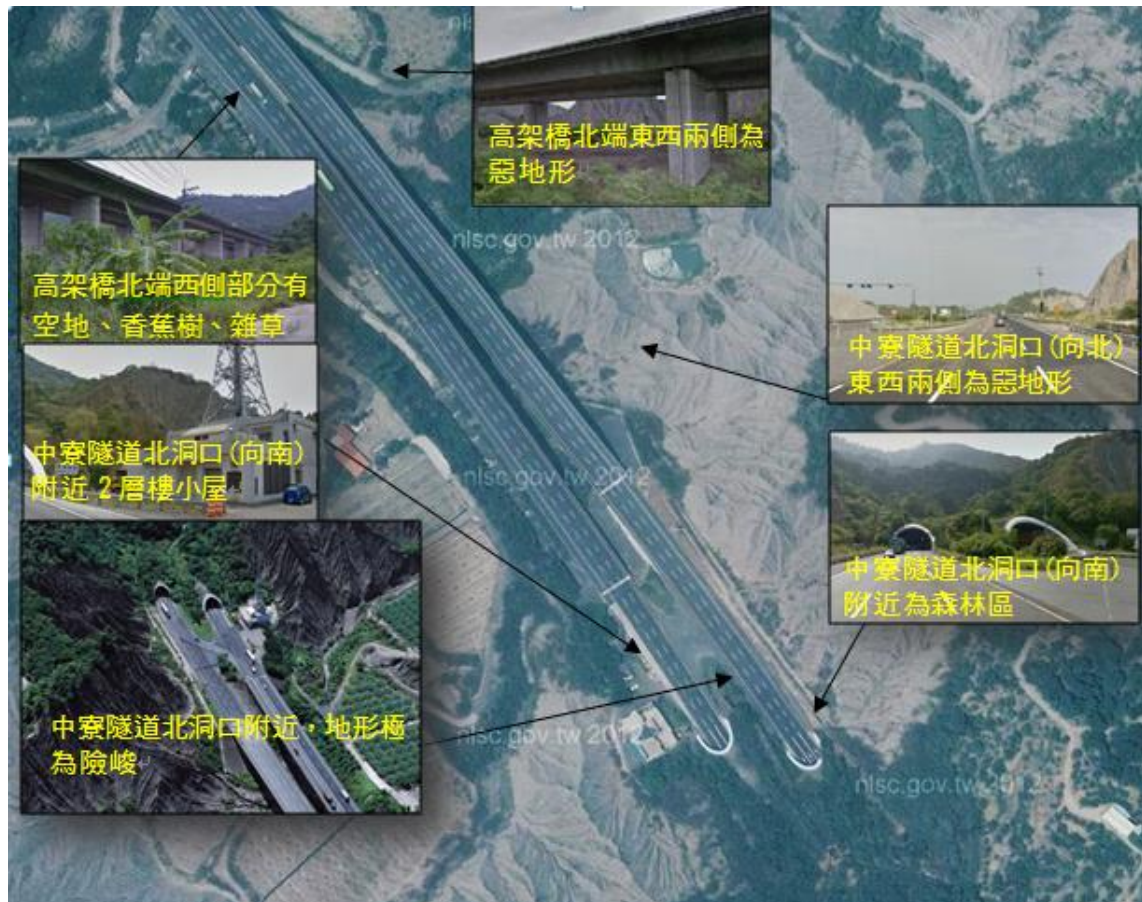 nlsc.gov.tw 2012
高架橋北端東西兩側為
惡地形
nlsc.gov.tw 2012
高架橋北端西側部分有
空地、香蕉樹、雜草
中寮隧道北洞口(向北)
東西兩側為惡地形
中寮隧道北洞口(向南)
附近 2 層樓小屋
nlsc.gov.tw 2012
中寮隧道北洞口(向南)
附近為森林區
中寮隧道北洞口附近，地形極
為險峻
nlsc.gov.tw 2012
nlsc.gov.tw 2012